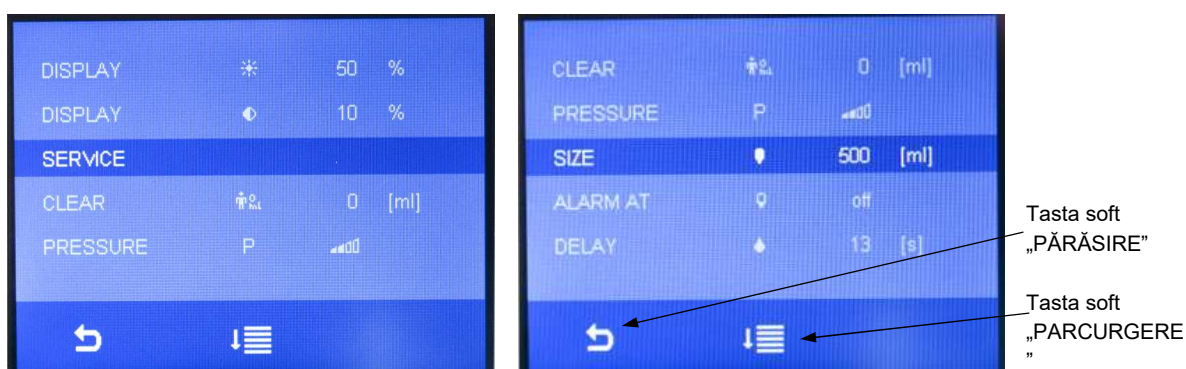 DISPLAY 50 %
DISPLAY 10 %
SERVICE
CLEAR 0 [ml]
PRESSURE P
CLEAR 0 [ml]
PRESSURE P
SIZE 500 [ml]
ALARM AT off
DELAY 13 [s]
Tasta soft
„PĂRĂSIRE”
Tasta soft
„PARCURGERE
”